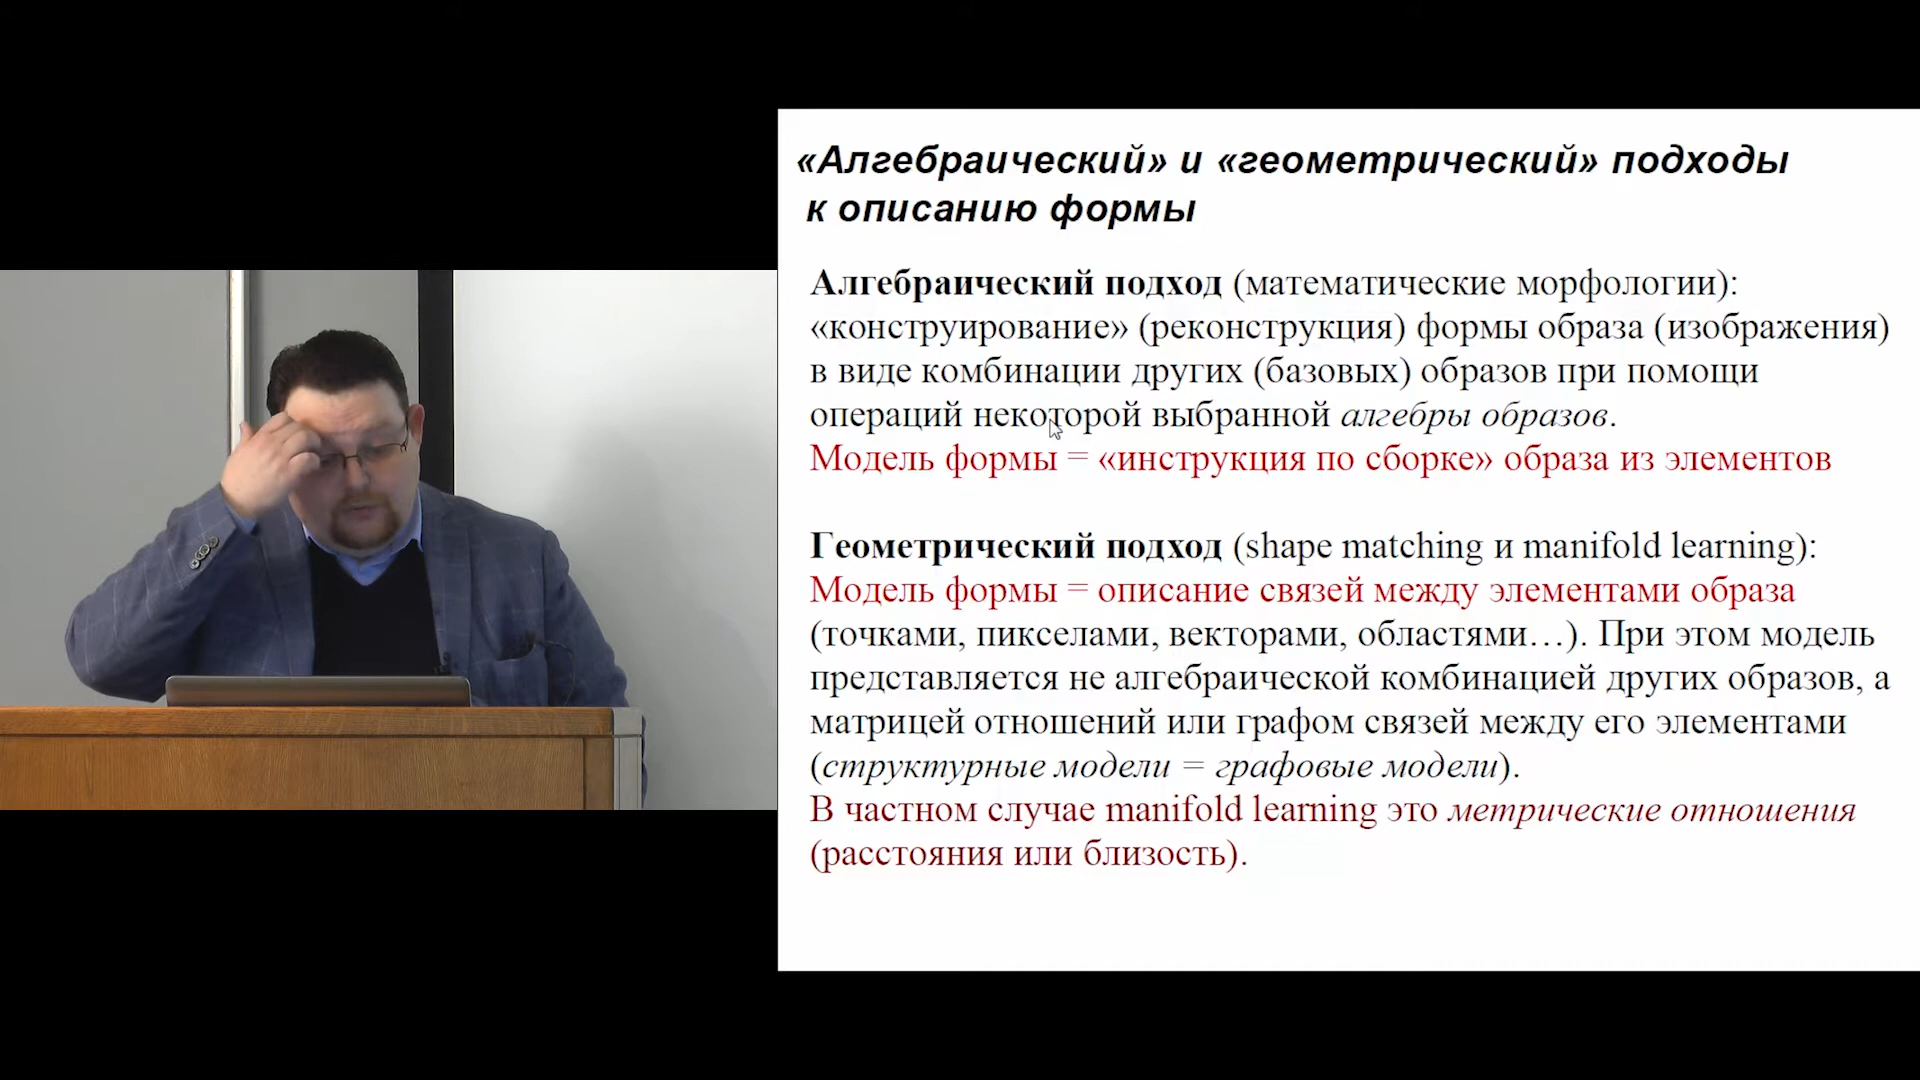 «Алгебраический» и «геометрический» подходы
к описанию формы
Алгебраический подход (математические морфологии):
«конструирование» (реконструкция) формы образа (изображения)
в виде комбинации других (базовых) образов при помощи
операций некоторой выбранной алгебры образов.
Модель формы = «инструкция по сборке» образа из элементов
Геометрический подход (shape matching и manifold learning):
Модель формы = описание связей между элементами образа
(точками, пикселами, векторами, областями…). При этом модель
представляется не алгебраической комбинацией других образов, а
матрицей отношений или графом связей между его элементами
(структурные модели = графовые модели).
В частном случае manifold learning это метрические отношения
(расстояния или близость).